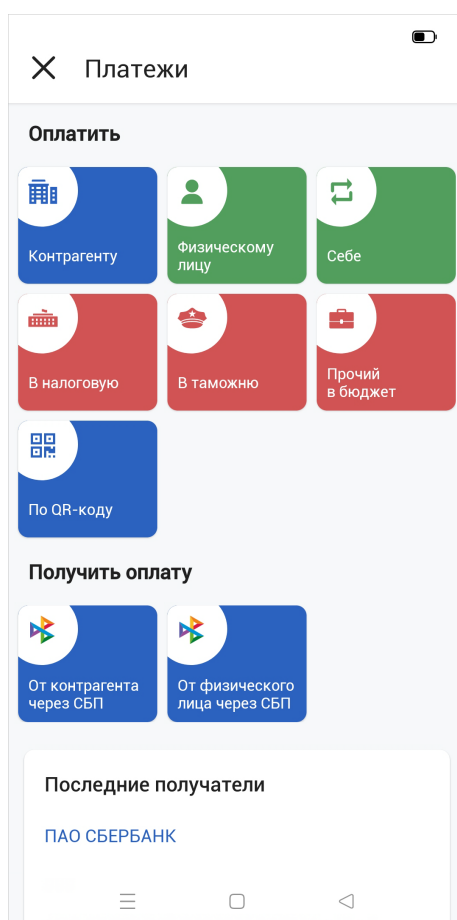 Платежи
Оплатить
Контрагенту
Физическому
лицу
Себе
В налоговую
В таможню
Прочий
в бюджет
По QR-коду
Получить оплату
От контрагента
через СБП
От физического
лица через СБП
Последние получатели
ПАО СБЕРБАНК